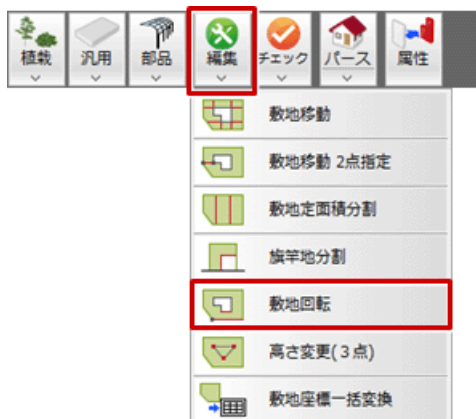 植栽 汎用 部品 編集 チェック パース 属性
敷地移動
敷地移動 2点指定
敷地定面積分割
旗竿地分割
敷地回転
高さ変更(3点)
敷地座標一括変換